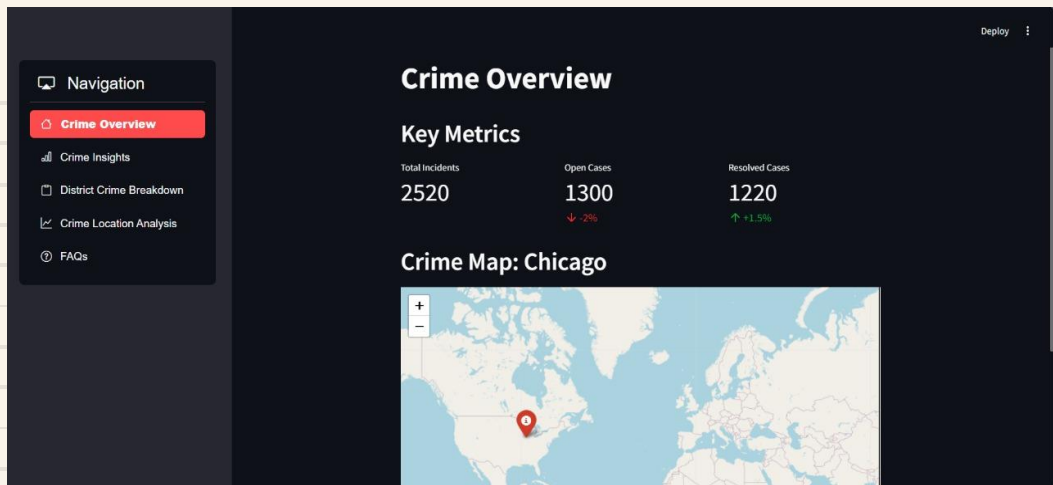 Deploy
Navigation
Crime Overview
Crime Insights
District Crime Breakdown
Crime Location Analysis
FAQs
Crime Overview
Key Metrics
Total Incidents
2520
Open Cases
1300
-2%
Resolved Cases
1220
+1.5%
Crime Map: Chicago
+
−